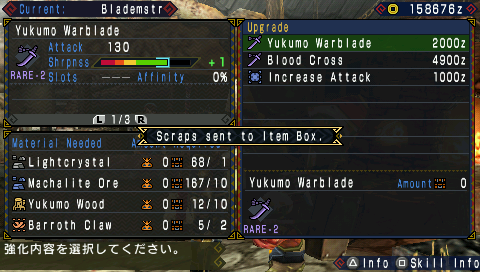 Current: Blademstr
158676z
Yukumo Warblade
Attack 130
Shrpnss +1
RARE-2
Slots --- Affinity 0%
L 1/3 R
Upgrade
Yukumo Warblade 2000z
Blood Cross 4900z
Increase Attack 1000z
Scraps sent to Item Box.
Material Needed
Lightcrystal 0 68/ 1
Machalite Ore 0 167/10
Yukumo Wood 0 12/10
Barroth Claw 0 5/ 2
Yukumo Warblade Amount 0
RARE-2
強化内容を選択してください。
△ Info □ Skill Info